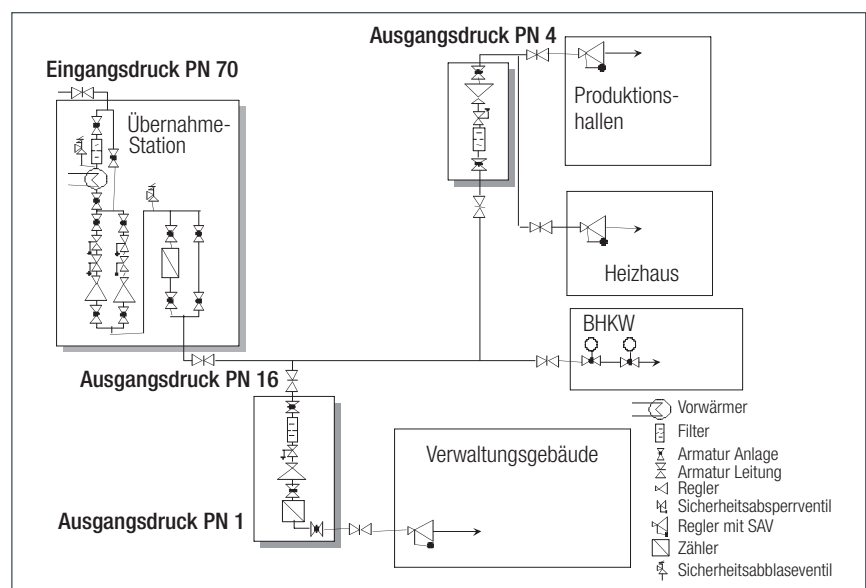 Ausgangsdruck PN 4
Eingangsdruck PN 70
Übernahme-
Station
Produktions-
hallen
Heizhaus
BHKW
Ausgangsdruck PN 16
Verwaltungsgebäude
Ausgangsdruck PN 1
Vorwärmer
Filter
Armatur Anlage
Armatur Leitung
Regler
Sicherheitsabsperrventil
Regler mit SAV
Zähler
Sicherheitsabblaseventil